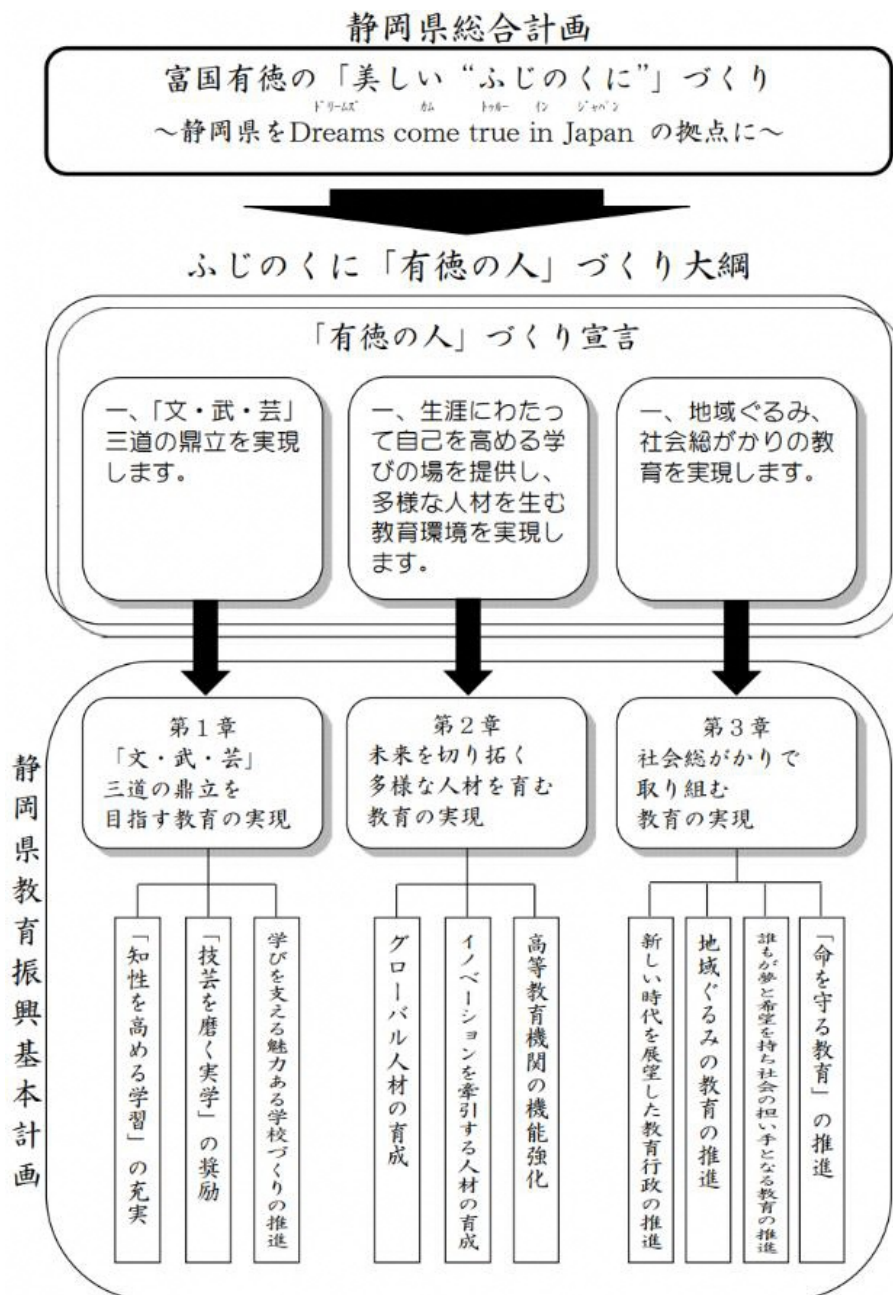 静岡県総合計画
富国有徳の「美しい“ふじのくに”」づくり
ドリームズ カム トゥルー イン ジャパン
～静岡県をDreams come true in Japan の拠点に～
ふじのくに「有徳の人」づくり大綱
「有徳の人」づくり宣言
一、「文・武・芸」
三道の鼎立を実現
します。
一、生涯にわたっ
て自己を高める学
びの場を提供し、
多様な人材を生む
教育環境を実現し
ます。
一、地域ぐるみ、
社会総がかりの教
育を実現します。
静岡県教育振興基本計画
第１章
「文・武・芸」
三道の鼎立を
目指す教育の実現
第２章
未来を切り拓く
多様な人材を育む
教育の実現
第３章
社会総がかりで
取り組む
教育の実現
「知性を高める学習」の充実
「技芸を磨く実学」の奨励
学びを支える魅力ある学校づくりの推進
グローバル人材の育成
イノベーションを牽引する人材の育成
高等教育機関の機能強化
新しい時代を展望した教育行政の推進
地域ぐるみの教育の推進
誰もが夢と希望を持ち社会の担い手となる教育の推進
「命を守る教育」の推進